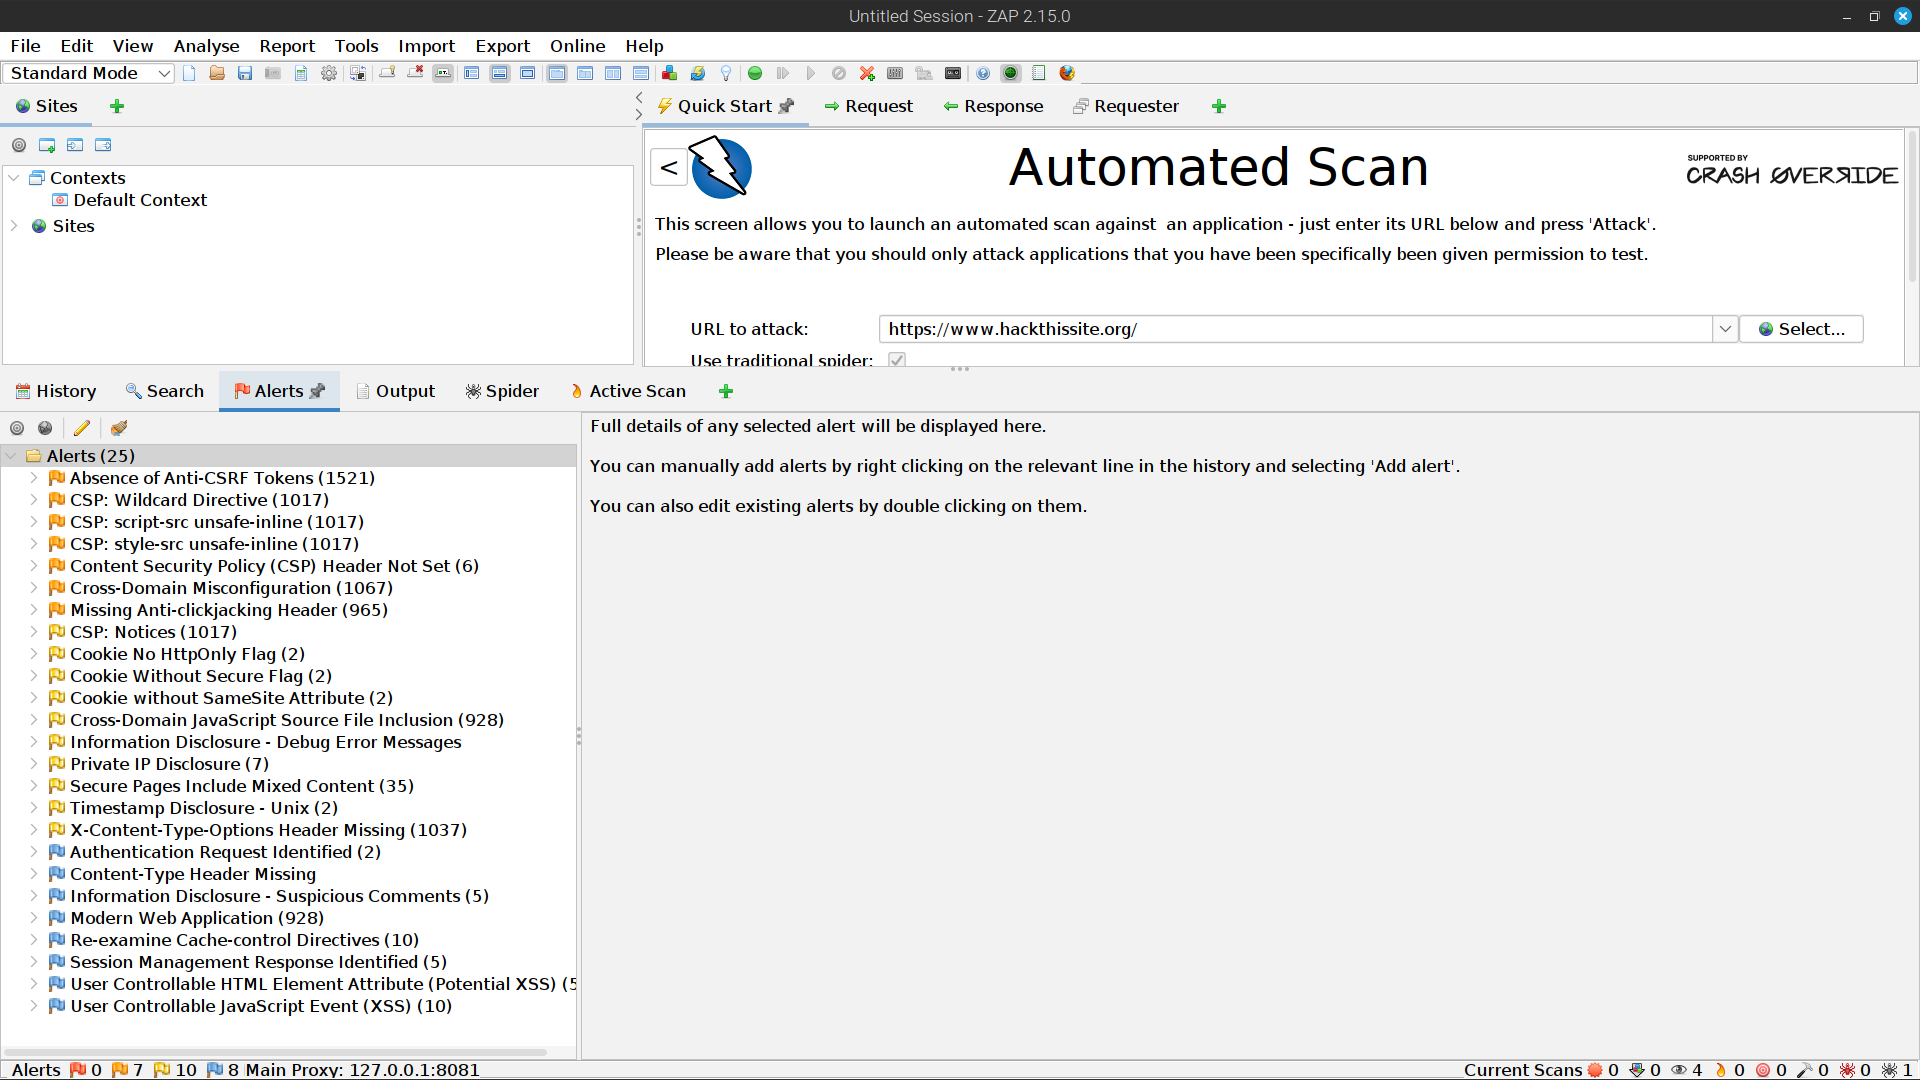 Untitled Session - ZAP 2.15.0
File Edit View Analyse Report Tools Import Export Online Help
Standard Mode
Sites
Quick Start Request Response Requester
<
Automated Scan
SUPPORTED BY
CRASH ØVERRIDE
This screen allows you to launch an automated scan against  an application - just enter its URL below and press 'Attack'.
Please be aware that you should only attack applications that you have been specifically been given permission to test.
Contexts
Default Context
Sites
URL to attack: https://www.hackthissite.org/ Select...
Use traditional spider:
History Search Alerts Output Spider Active Scan
Full details of any selected alert will be displayed here.
You can manually add alerts by right clicking on the relevant line in the history and selecting 'Add alert'.
You can also edit existing alerts by double clicking on them.
Alerts (25)
Absence of Anti-CSRF Tokens (1521)
CSP: Wildcard Directive (1017)
CSP: script-src unsafe-inline (1017)
CSP: style-src unsafe-inline (1017)
Content Security Policy (CSP) Header Not Set (6)
Cross-Domain Misconfiguration (1067)
Missing Anti-clickjacking Header (965)
CSP: Notices (1017)
Cookie No HttpOnly Flag (2)
Cookie Without Secure Flag (2)
Cookie without SameSite Attribute (2)
Cross-Domain JavaScript Source File Inclusion (928)
Information Disclosure - Debug Error Messages
Private IP Disclosure (7)
Secure Pages Include Mixed Content (35)
Timestamp Disclosure - Unix (2)
X-Content-Type-Options Header Missing (1037)
Authentication Request Identified (2)
Content-Type Header Missing
Information Disclosure - Suspicious Comments (5)
Modern Web Application (928)
Re-examine Cache-control Directives (10)
Session Management Response Identified (5)
User Controllable HTML Element Attribute (Potential XSS) (5
User Controllable JavaScript Event (XSS) (10)
Alerts 0 7 10 8 Main Proxy: 127.0.0.1:8081 Current Scans 0 0 4 0 0 0 0 1